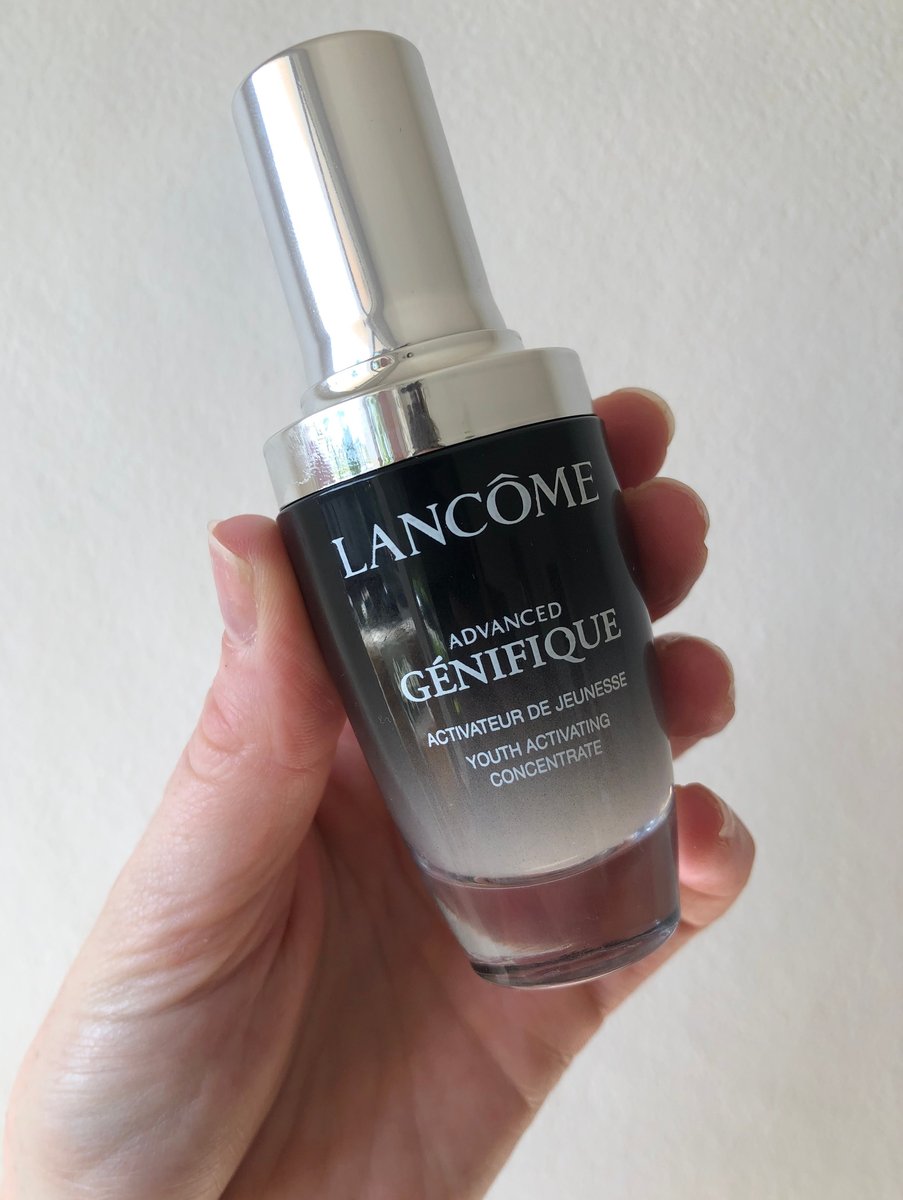 LANCÔME
ADVANCED
GÉNIFIQUE
ACTIVATEUR DE JEUNESSE
YOUTH ACTIVATING
CONCENTRATE